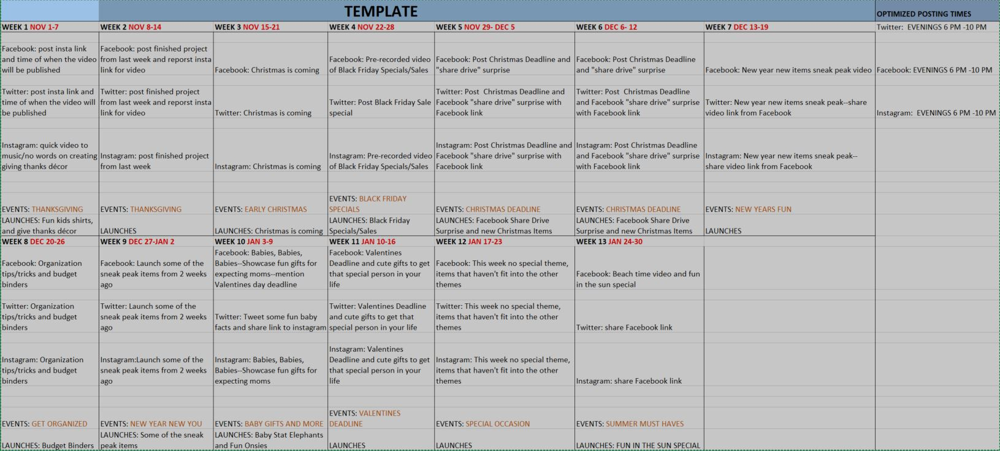 TEMPLATE
OPTIMIZED POSTING TIMES
WEEK 1 NOV 1-7
WEEK 2 NOV 8-14
WEEK 3 NOV 15-21
WEEK 4 NOV 22-28
WEEK 5 NOV 29- DEC 5
WEEK 6 DEC 6- 12
WEEK 7 DEC 13-19
Twitter:  EVENINGS 6 PM -10 PM
Facebook: post insta link
and time of when the video
will be published
Facebook: post finished project
from last week and reporst insta
link for video
Facebook: Christmas is coming
Facebook: Pre-recorded video
of Black Friday Specials/Sales
Facebook: Post Christmas Deadline and
"share drive" surprise
Facebook: Post Christmas Deadline
and "share drive" surprise
Facebook: New year new items sneak peak video
Facebook: EVENINGS 6 PM -10 PM
Twitter: post insta link and
time of when the video will
be published
Twitter: post finished project
from last week and reporst insta
link for video
Twitter: Christmas is coming
Twitter: Post Black Friday Sale
special
Twitter: Post  Christmas Deadline and
Facebook "share drive" surprise with
Facebook link
Twitter: Post  Christmas Deadline
and Facebook "share drive" surprise
with Facebook link
Twitter: New year new items sneak peak--share
video link from Facebook
Instagram:  EVENINGS 6 PM -10 PM
Instagram: quick video to
music/no words on creating
giving thanks décor
Instagram: post finished project
from last week
Instagram: Christmas is coming
Instagram: Pre-recorded video
of Black Friday Specials/Sales
Instagram: Post Christmas Deadline and
Facebook "share drive" surprise with
Facebook link
Instagram: Post Christmas Deadline
and Facebook "share drive" surprise
with Facebook link
Instagram: New year new items sneak peak--
share video link from Facebook
EVENTS: THANKSGIVING
EVENTS: THANKSGIVING
EVENTS: EARLY CHRISTMAS
EVENTS: BLACK FRIDAY
SPECIALS
EVENTS: CHRISTMAS DEADLINE
EVENTS: CHRISTMAS DEADLINE
EVENTS: NEW YEARS FUN
LAUNCHES: Fun kids shirts,
and give thanks décor
LAUNCHES
LAUNCHES: Christmas is coming
LAUNCHES: Black Friday
Specials/Sales
LAUNCHES: Facebook Share Drive
Surprise and new Christmas Items
LAUNCHES: Facebook Share Drive
Surprise and new Christmas Items
LAUNCHES
WEEK 8 DEC 20-26
WEEK 9 DEC 27-JAN 2
WEEK 10 JAN 3-9
WEEK 11 JAN 10-16
WEEK 12 JAN 17-23
WEEK 13 JAN 24-30
Facebook: Organization
tips/tricks and budget
binders
Facebook: Launch some of the
sneak peak items from 2 weeks
ago
Facebook: Babies, Babies,
Babies--Showcase fun gifts for
expecting moms--mention
Valentines day deadline
Facebook: Valentines
Deadline and cute gifts to get
that special person in your
life
Facebook: This week no special theme,
items that haven't fit into the other
themes
Facebook: Beach time video and fun
in the sun special
Twitter: Organization
tips/tricks and budget
binders
Twitter: Launch some of the
sneak peak items from 2 weeks
ago
Twitter: Tweet some fun baby
facts and share link to instagram
Twitter: Valentines Deadline
and cute gifts to get that
special person in your life
Twitter: This week no special theme,
items that haven't fit into the other
themes
Twitter: share Facebook link
Instagram: Organization
tips/tricks and budget
binders
Instagram:Launch some of the
sneak peak items from 2 weeks
ago
Instagram: Babies, Babies,
Babies--Showcase fun gifts for
expecting moms
Instagram: Valentines
Deadline and cute gifts to get
that special person in your
life
Instagram: This week no special theme,
items that haven't fit into the other
themes
Instagram: share Facebook link
EVENTS: GET ORGANIZED
EVENTS: NEW YEAR NEW YOU
EVENTS: BABY GIFTS AND MORE
EVENTS: VALENTINES
DEADLINE
EVENTS: SPECIAL OCCASION
EVENTS: SUMMER MUST HAVES
LAUNCHES: Budget Binders
LAUNCHES: Some of the sneak
peak items
LAUNCHES: Baby Stat Elephants
and Fun Onsies
LAUNCHES
LAUNCHES
LAUNCHES: FUN IN THE SUN SPECIAL